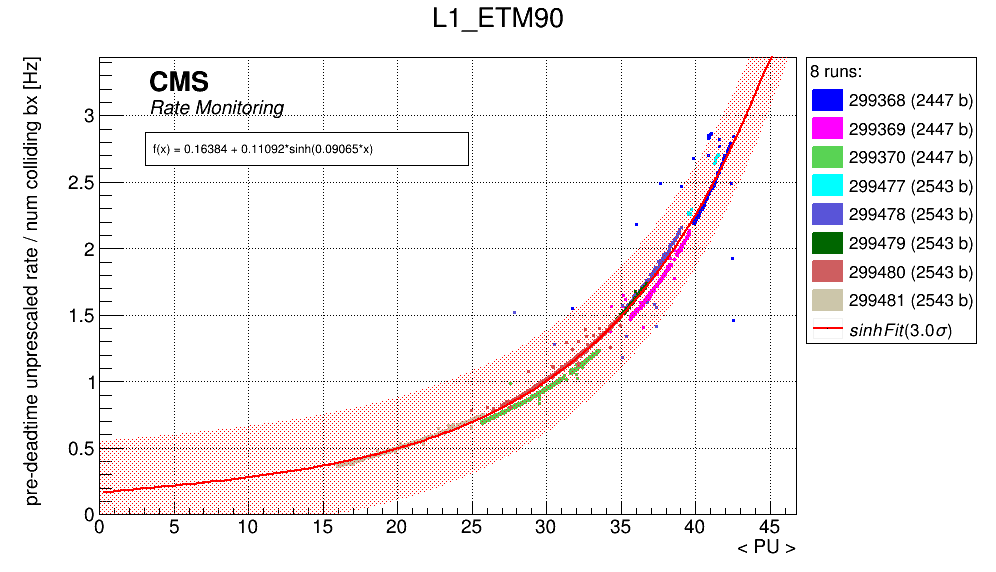 L1_ETM90
pre-deadtime unprescaled rate / num colliding bx [Hz]
CMS
Rate Monitoring
f(x) = 0.16384 + 0.11092*sinh(0.09065*x)
3
2.5
2
1.5
1
0.5
0
0 5 10 15 20 25 30 35 40 45
< PU >
8 runs:
299368 (2447 b)
299369 (2447 b)
299370 (2447 b)
299477 (2543 b)
299478 (2543 b)
299479 (2543 b)
299480 (2543 b)
299481 (2543 b)
sinhFit(3.0σ)